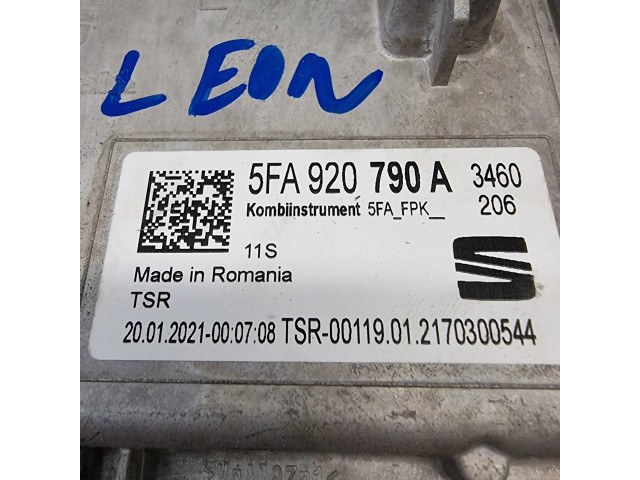 LEON
5FA 920 790 A 3460
Kombiinstrument 5FA_FPK__ 206
11S
Made in Romania
TSR
20.01.2021-00:07:08 TSR-00119.01.2170300544